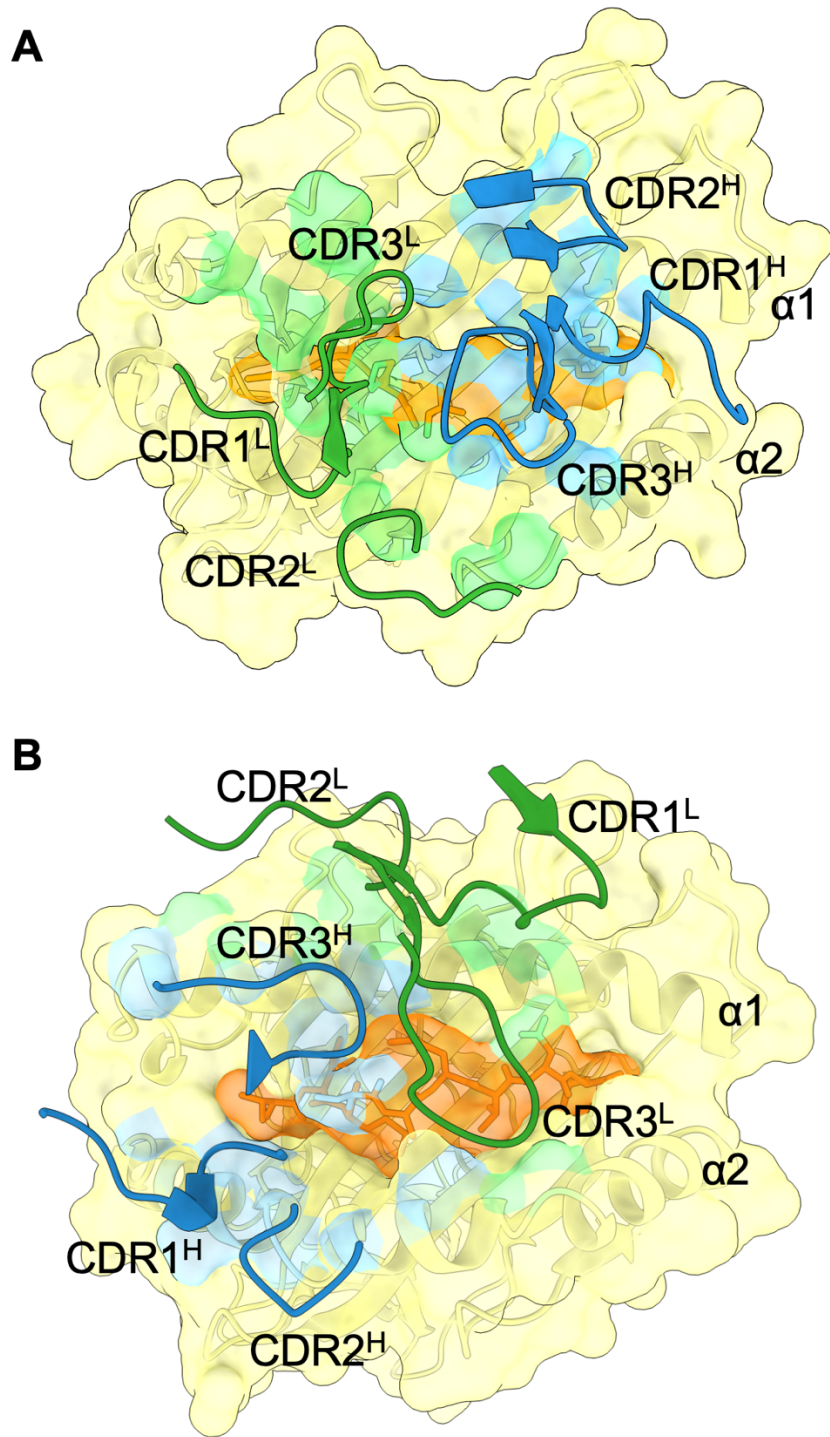 A
CDR2ᴴ
CDR3ᴸ
CDR1ᴴ
α1
CDR1ᴸ
α2
CDR3ᴴ
CDR2ᴸ
B
CDR2ᴸ
CDR1ᴸ
CDR3ᴴ
α1
CDR3ᴸ
α2
CDR1ᴴ
CDR2ᴴ